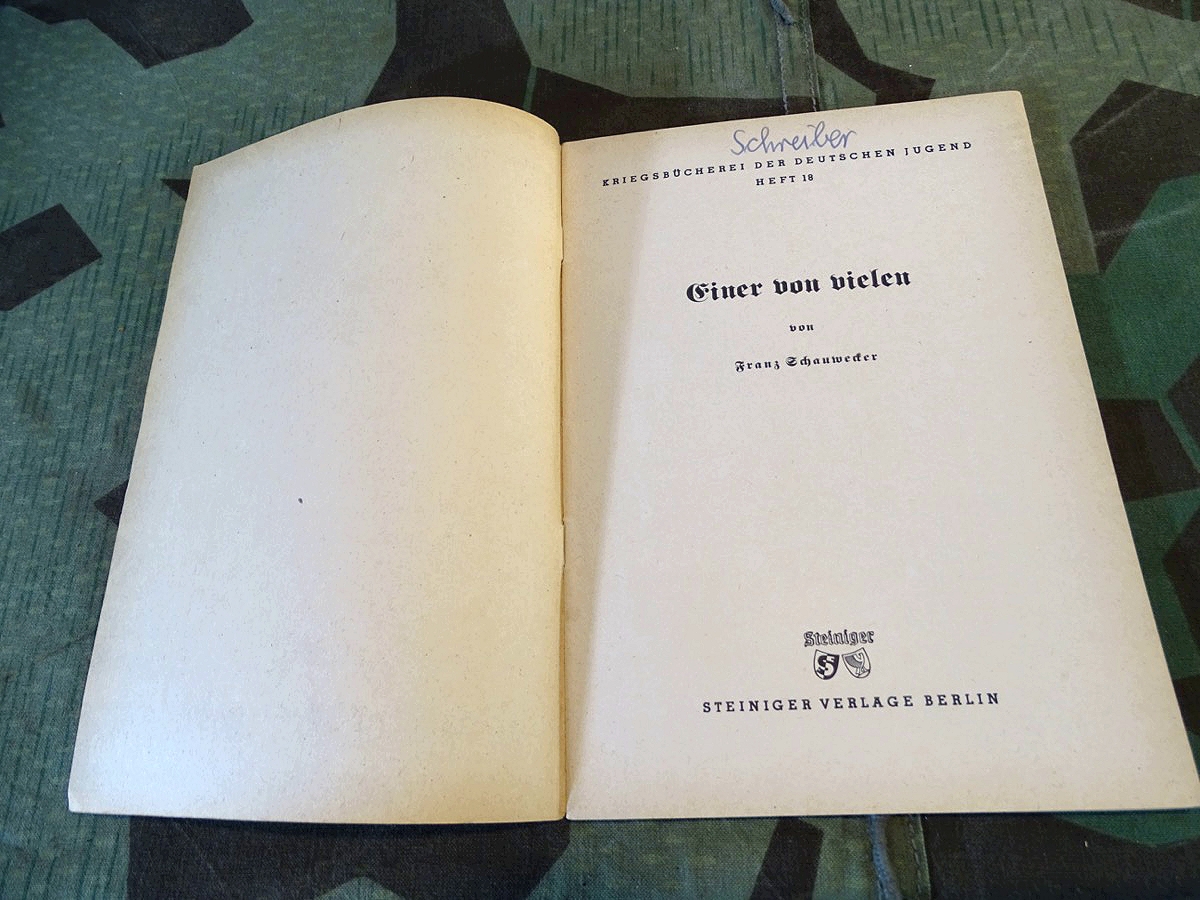 Schreiber
KRIEGSBÜCHEREI DER DEUTSCHEN JUGEND
HEFT 18
Einer von vielen
von
Franz Schauwecker
Steiniger
STEINIGER VERLAGE BERLIN